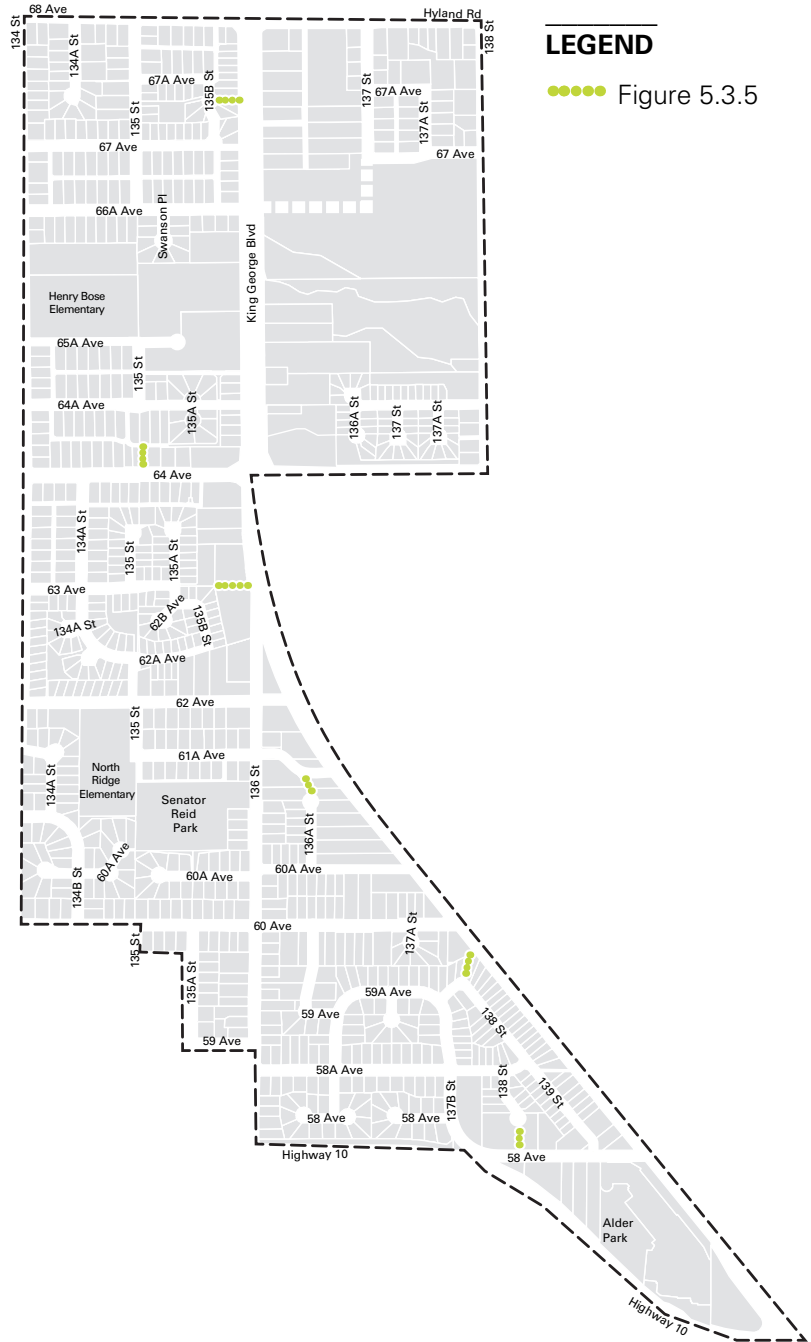 68 Ave
Hyland Rd
134 St
138 St
LEGEND
Figure 5.3.5
134A St
67A Ave
135B St
135 St
137 St
67A Ave
137A St
67 Ave
67 Ave
66A Ave
Swanson Pl
King George Blvd
Henry Bose
Elementary
65A Ave
135 St
64A Ave
135A St
136A St
137 St
137A St
64 Ave
134A St
135 St
135A St
63 Ave
62B Ave
135B St
134A St
62A Ave
62 Ave
135 St
61A Ave
134A St
North
Ridge
Elementary
136 St
Senator
Reid
Park
136A St
60A Ave
60A Ave
60A Ave
134B St
60 Ave
137A St
135 St
135A St
59A Ave
59 Ave
138 St
59 Ave
58A Ave
138 St
139 St
137B St
58 Ave
58 Ave
Highway 10
58 Ave
Alder
Park
Highway 10